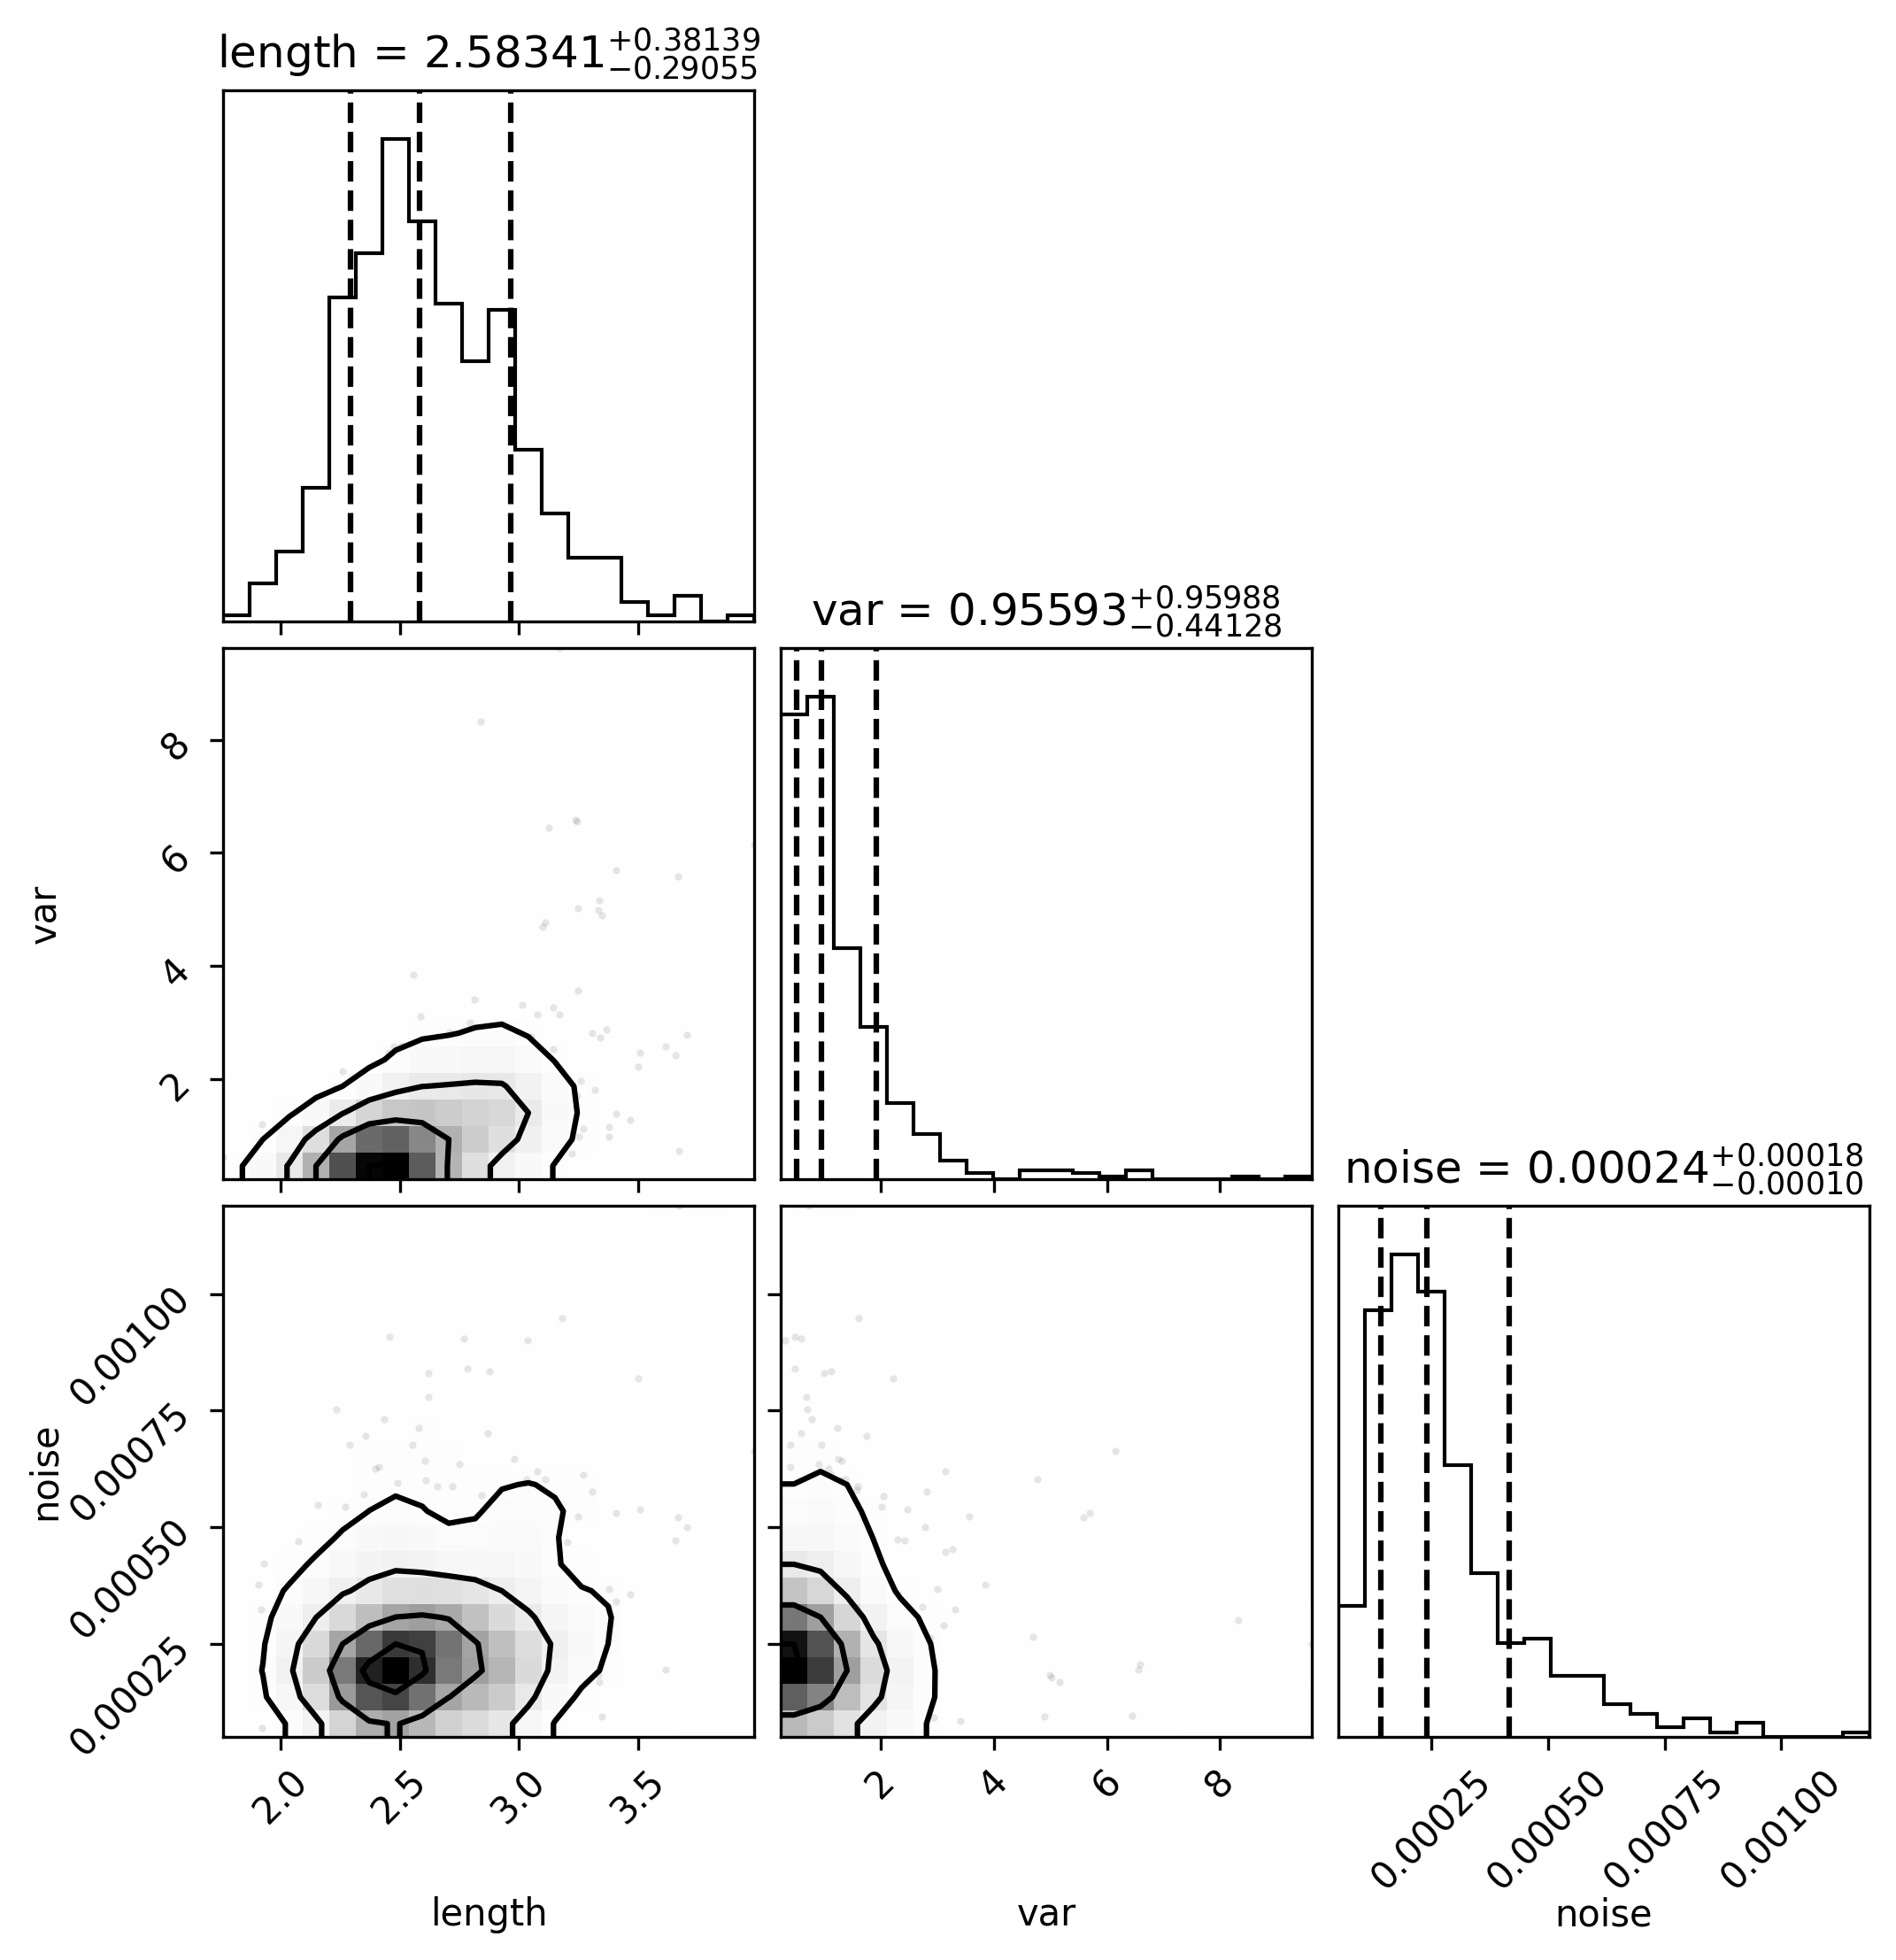 length = 2.58341 +0.38139 −0.29055
var = 0.95593 +0.95988 −0.44128
8
6
4
2
var
noise = 0.00024 +0.00018 −0.00010
0.00100
0.00075
0.00050
0.00025
noise
2.0 2.5 3.0 3.5
2 4 6 8
0.00025 0.00050 0.00075 0.00100
length var noise